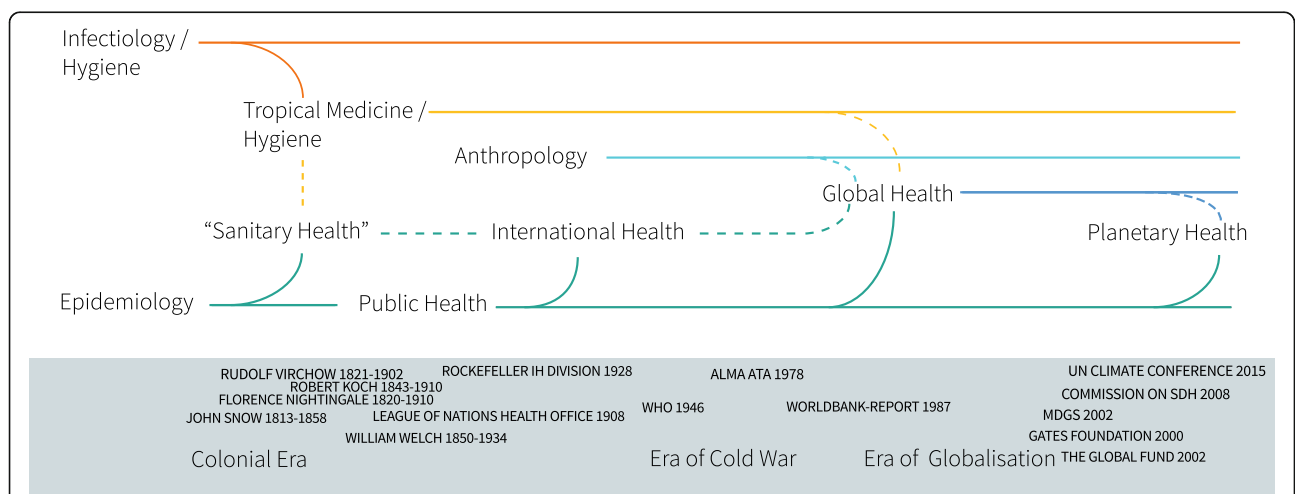 Infectiology /
Hygiene
Tropical Medicine /
Hygiene
Anthropology
Global Health
“Sanitary Health”
International Health
Planetary Health
Epidemiology
Public Health
RUDOLF VIRCHOW 1821-1902
ROCKEFELLER IH DIVISION 1928
ALMA ATA 1978
UN CLIMATE CONFERENCE 2015
ROBERT KOCH 1843-1910
COMMISSION ON SDH 2008
FLORENCE NIGHTINGALE 1820-1910
WHO 1946
WORLDBANK-REPORT 1987
JOHN SNOW 1813-1858
LEAGUE OF NATIONS HEALTH OFFICE 1908
MDGS 2002
WILLIAM WELCH 1850-1934
GATES FOUNDATION 2000
Colonial Era
Era of Cold War
Era of Globalisation
THE GLOBAL FUND 2002